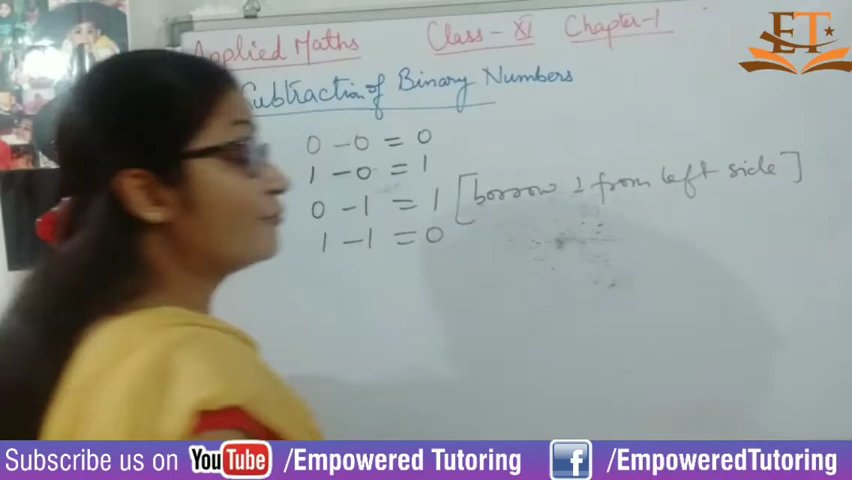 Applied Maths Class - XI Chapter-1
Subtraction of Binary Numbers
0 - 0 = 0
1 - 0 = 1
0 - 1 = 1 [borrow 1 from left side]
1 - 1 = 0
ET
Subscribe us on YouTube /Empowered Tutoring f /EmpoweredTutoring